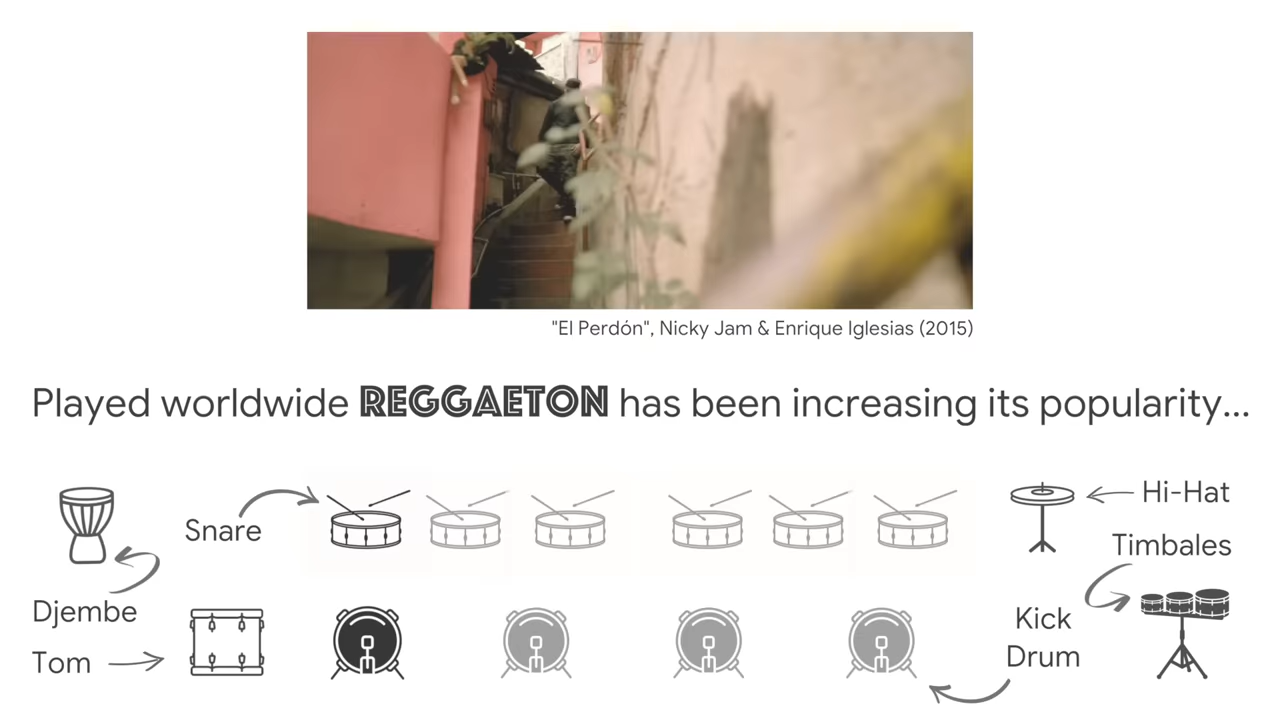 "El Perdón", Nicky Jam & Enrique Iglesias (2015)
Played worldwide REGGAETON has been increasing its popularity...
Snare
Hi-Hat
Timbales
Djembe
Tom
Kick
Drum